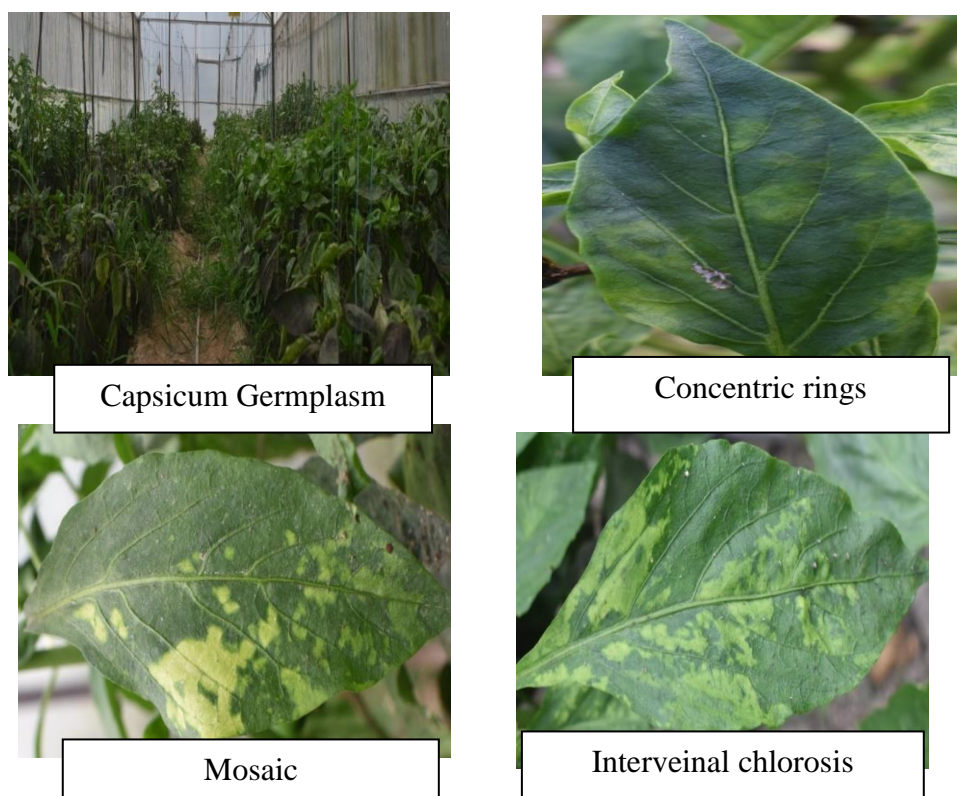 Capsicum Germplasm
Concentric rings
Mosaic
Interveinal chlorosis